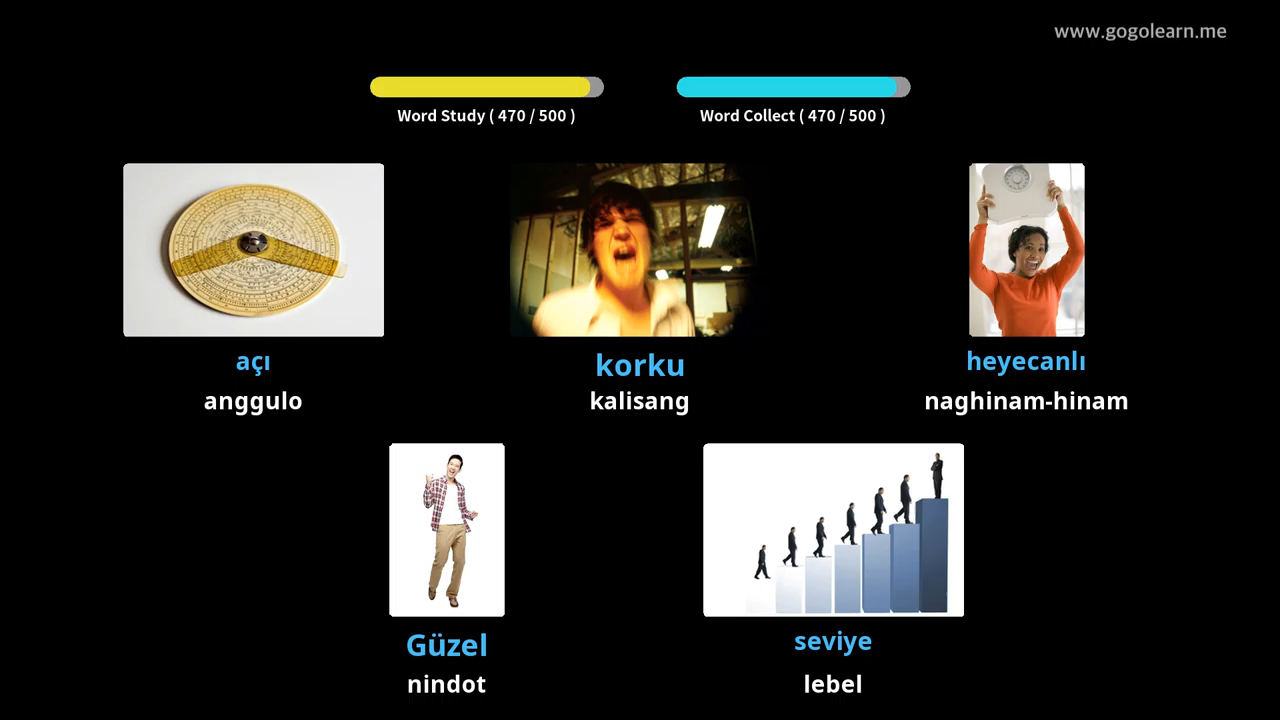 www.gogolearn.me
Word Study ( 470 / 500 )
Word Collect ( 470 / 500 )
açı
anggulo
korku
kalisang
heyecanlı
naghinam-hinam
Güzel
nindot
seviye
lebel